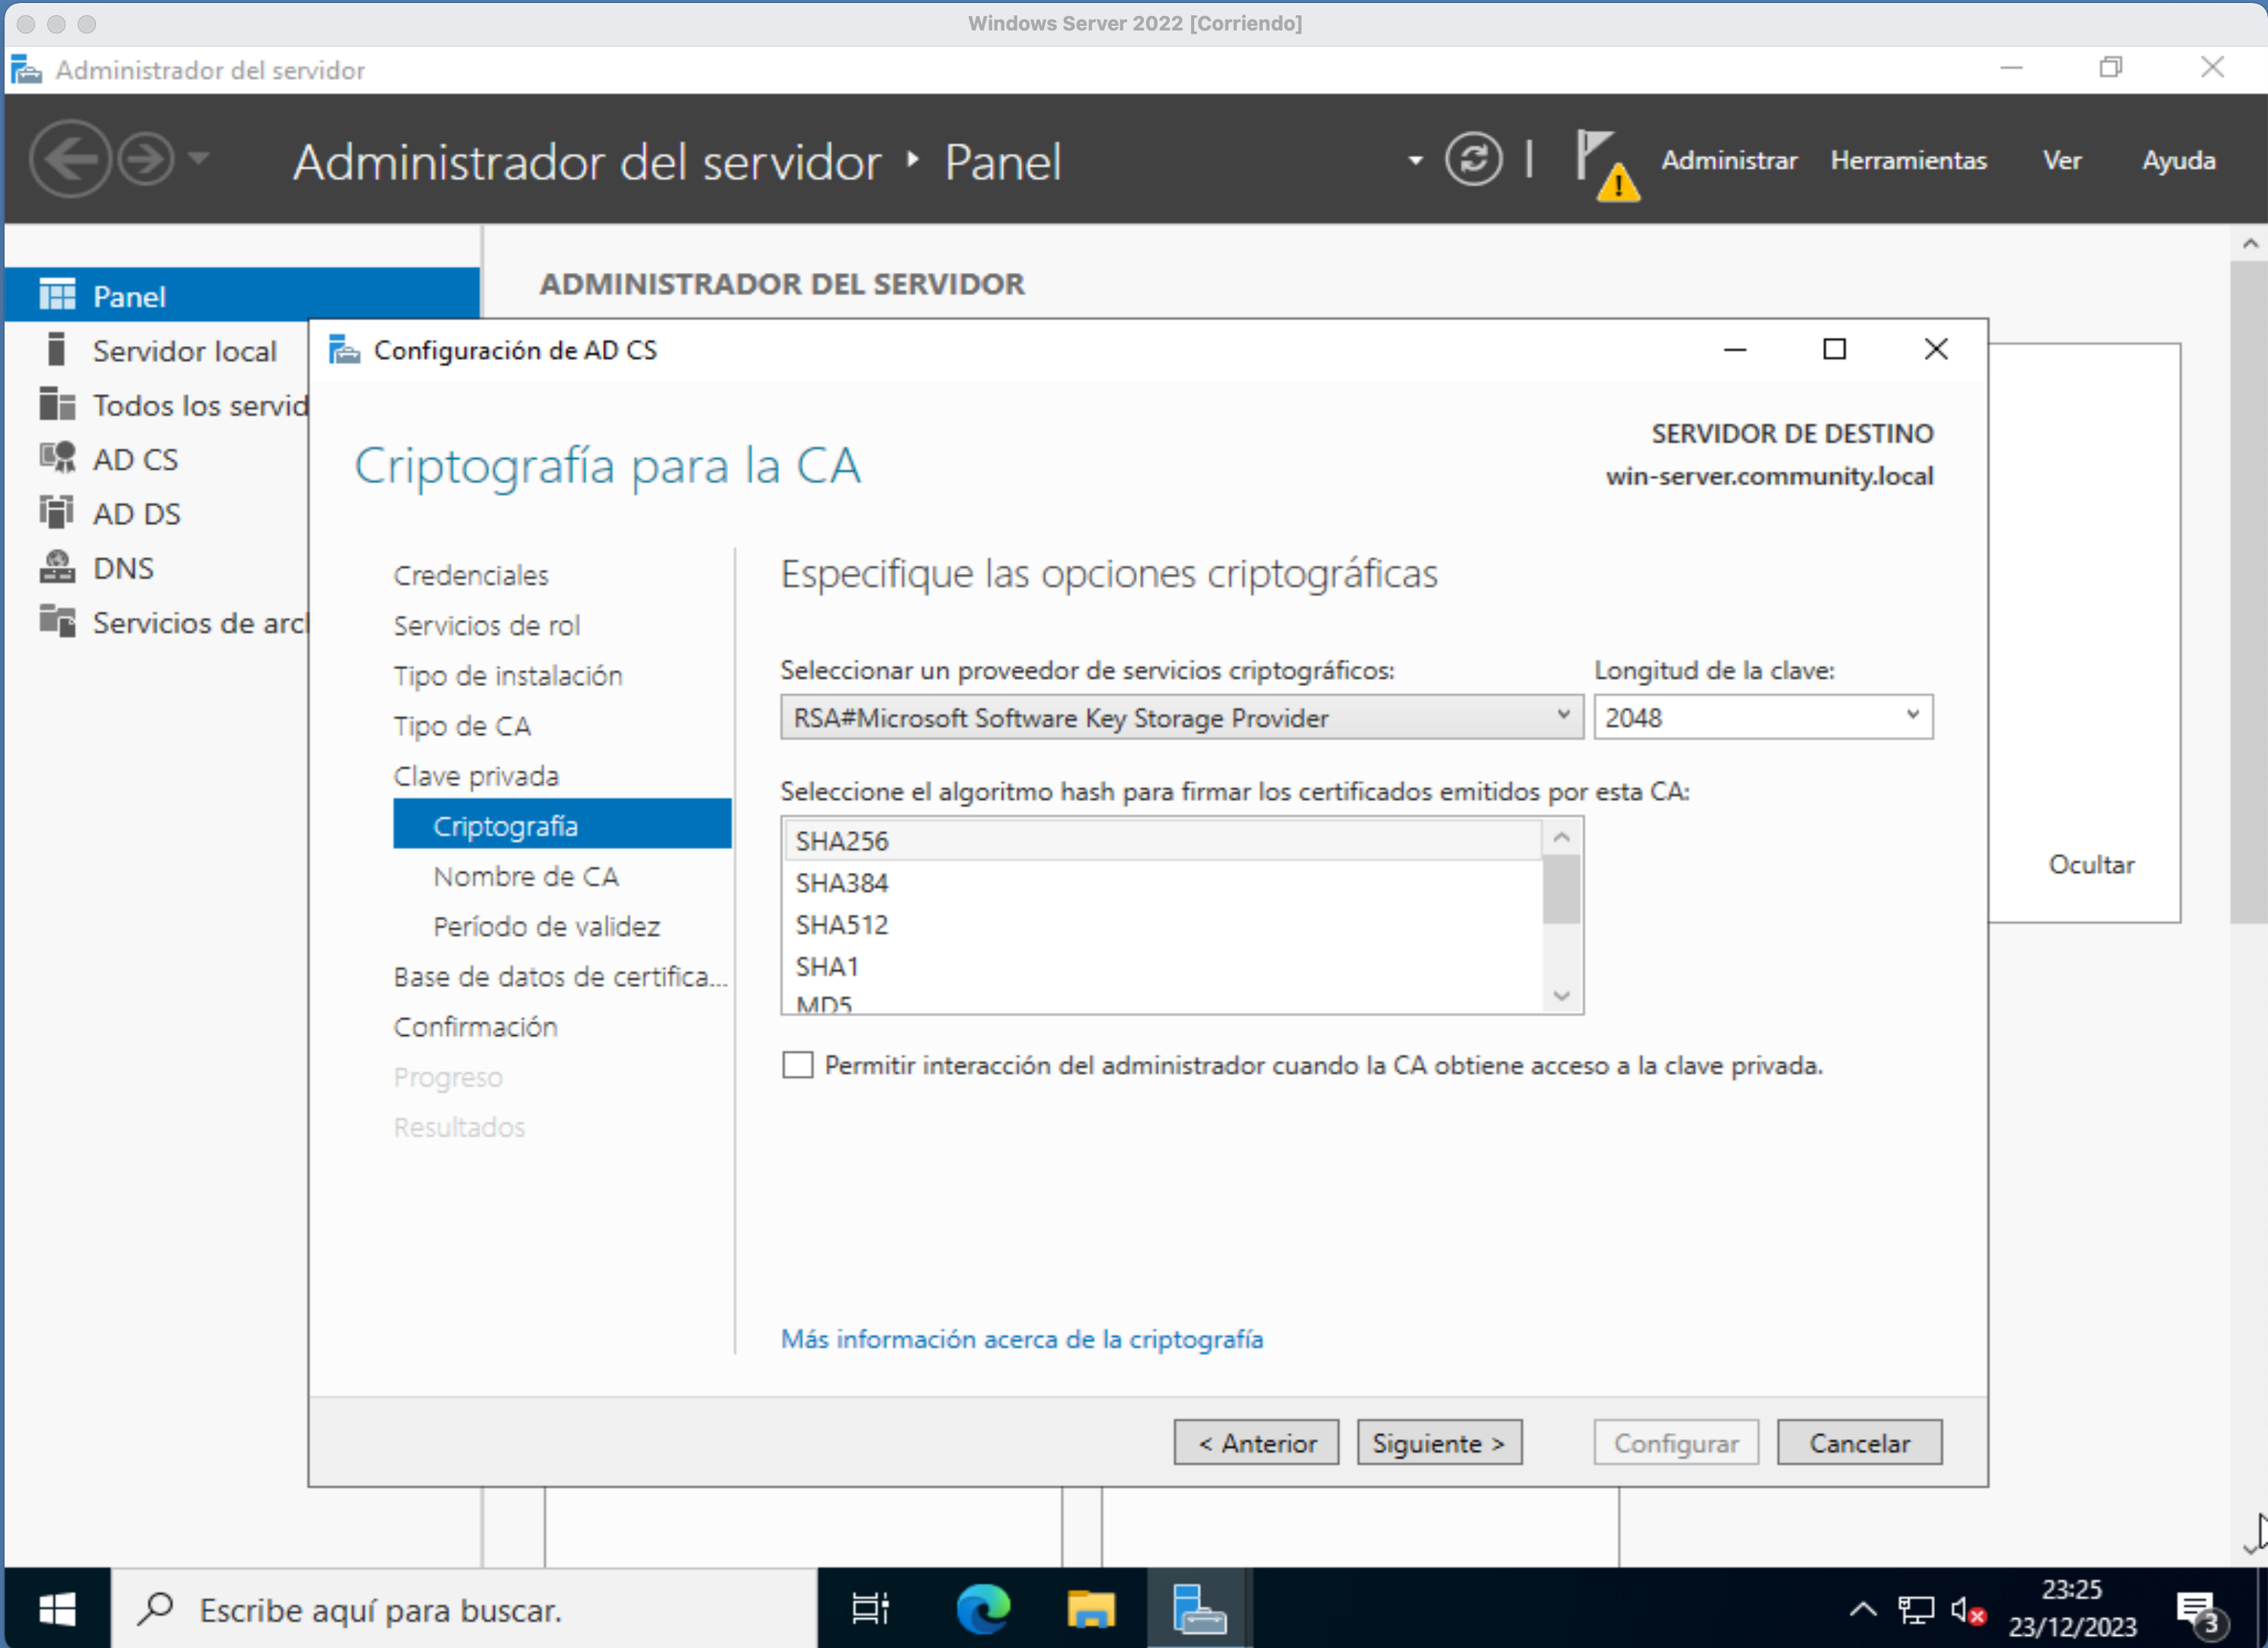 Windows Server 2022 [Corriendo]
Administrador del servidor
Administrador del servidor ‣ Panel
Administrar
Herramientas
Ver
Ayuda
Panel
Servidor local
Todos los servid
AD CS
AD DS
DNS
Servicios de arch
ADMINISTRADOR DEL SERVIDOR
Configuración de AD CS
Criptografía para la CA
SERVIDOR DE DESTINO
win-server.community.local
Credenciales
Servicios de rol
Tipo de instalación
Tipo de CA
Clave privada
Criptografía
Nombre de CA
Período de validez
Base de datos de certifica...
Confirmación
Progreso
Resultados
Especifique las opciones criptográficas
Seleccionar un proveedor de servicios criptográficos:
Longitud de la clave:
RSA#Microsoft Software Key Storage Provider
2048
Seleccione el algoritmo hash para firmar los certificados emitidos por esta CA:
SHA256
SHA384
SHA512
SHA1
MD5
Permitir interacción del administrador cuando la CA obtiene acceso a la clave privada.
Más información acerca de la criptografía
< Anterior
Siguiente >
Configurar
Cancelar
Ocultar
Escribe aquí para buscar.
23:25
23/12/2023
3